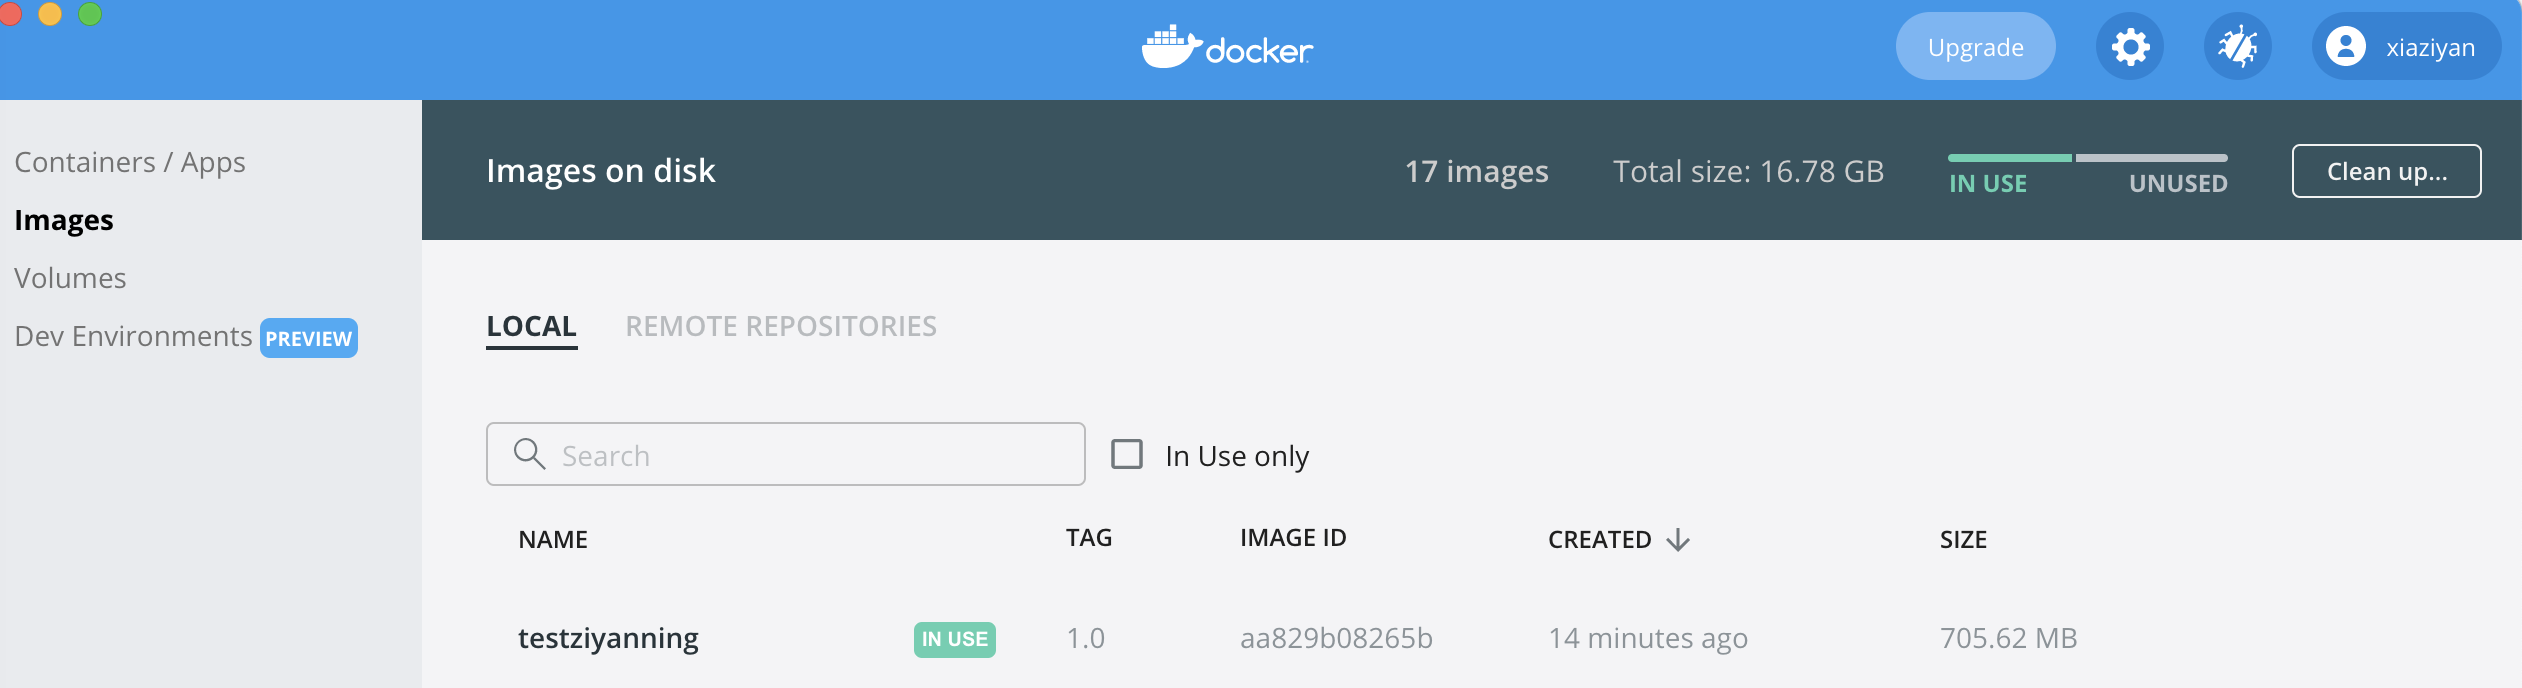 docker
Upgrade
xiaziyan
Containers / Apps
Images
Volumes
Dev Environments PREVIEW
Images on disk
17 images
Total size: 16.78 GB
IN USE
UNUSED
Clean up...
LOCAL
REMOTE REPOSITORIES
Search
In Use only
NAME TAG IMAGE ID CREATED SIZE
testziyanning IN USE 1.0 aa829b08265b 14 minutes ago 705.62 MB